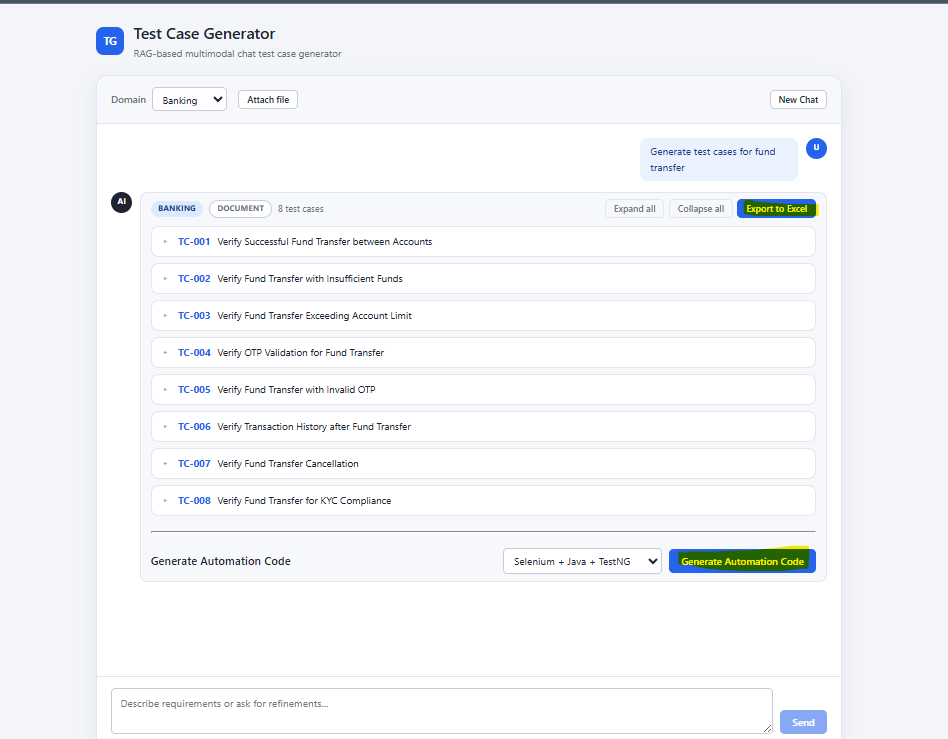 TG
Test Case Generator
RAG-based multimodal chat test case generator
Domain Banking Attach file New Chat
Generate test cases for fund
transfer
U
AI
BANKING DOCUMENT 8 test cases Expand all Collapse all Export to Excel
TC-001 Verify Successful Fund Transfer between Accounts
TC-002 Verify Fund Transfer with Insufficient Funds
TC-003 Verify Fund Transfer Exceeding Account Limit
TC-004 Verify OTP Validation for Fund Transfer
TC-005 Verify Fund Transfer with Invalid OTP
TC-006 Verify Transaction History after Fund Transfer
TC-007 Verify Fund Transfer Cancellation
TC-008 Verify Fund Transfer for KYC Compliance
Generate Automation Code Selenium + Java + TestNG Generate Automation Code
Describe requirements or ask for refinements...
Send